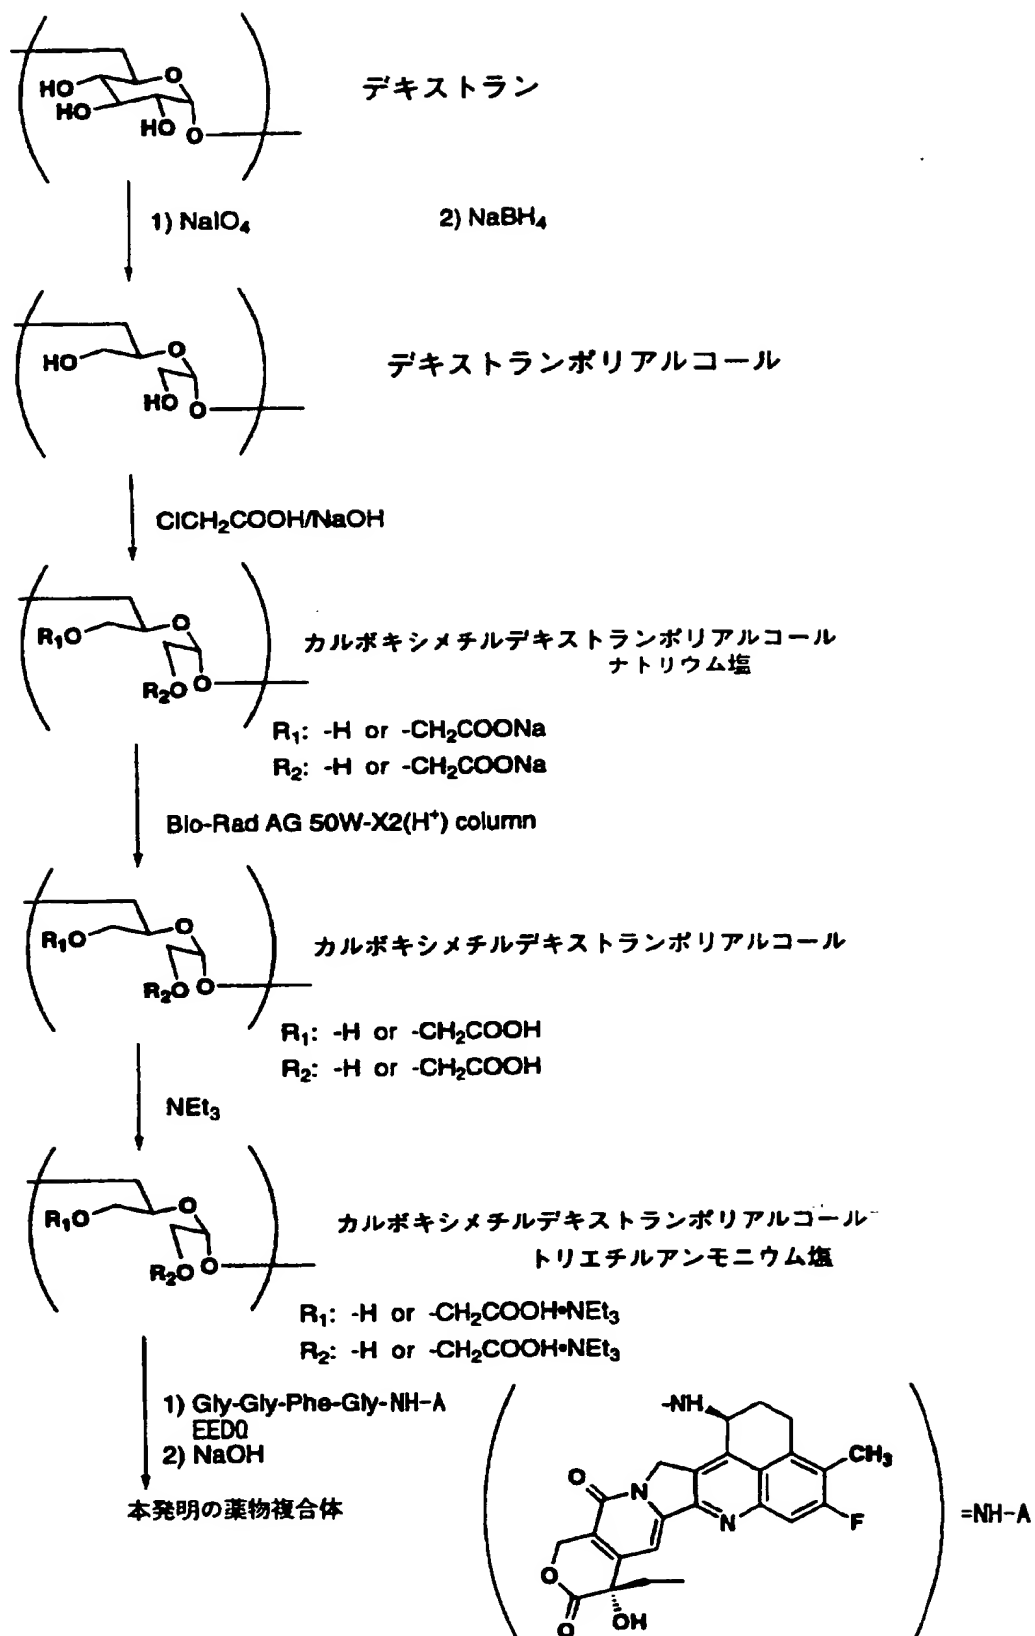 HO
HO
HO
O
O
デキストラン
1) NaIO4 2) NaBH4
HO
O
HO
O
デキストランポリアルコール
ClCH2COOH/NaOH
R1O
O
R2O
O
カルボキシメチルデキストランポリアルコール
ナトリウム塩
R1: -H or -CH2COONa
R2: -H or -CH2COONa
Bio-Rad AG 50W-X2(H+) column
R1O
O
R2O
O
カルボキシメチルデキストランポリアルコール
R1: -H or -CH2COOH
R2: -H or -CH2COOH
NEt3
R1O
O
R2O
O
カルボキシメチルデキストランポリアルコール
トリエチルアンモニウム塩
R1: -H or -CH2COOH•NEt3
R2: -H or -CH2COOH•NEt3
1) Gly-Gly-Phe-Gly-NH-A
EEDQ
2) NaOH
本発明の薬物複合体
-NH
CH3
O
N
N
F
O
O
OH
=NH-A